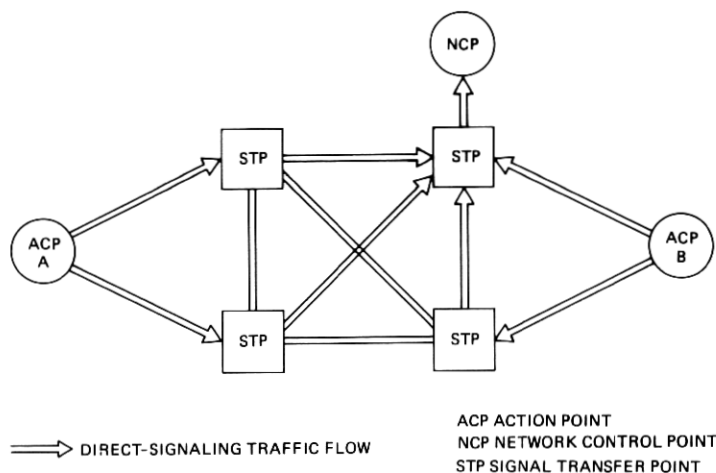 NCP
STP
STP
ACP
A
ACP
B
STP
STP
DIRECT-SIGNALING TRAFFIC FLOW
ACP ACTION POINT
NCP NETWORK CONTROL POINT
STP SIGNAL TRANSFER POINT